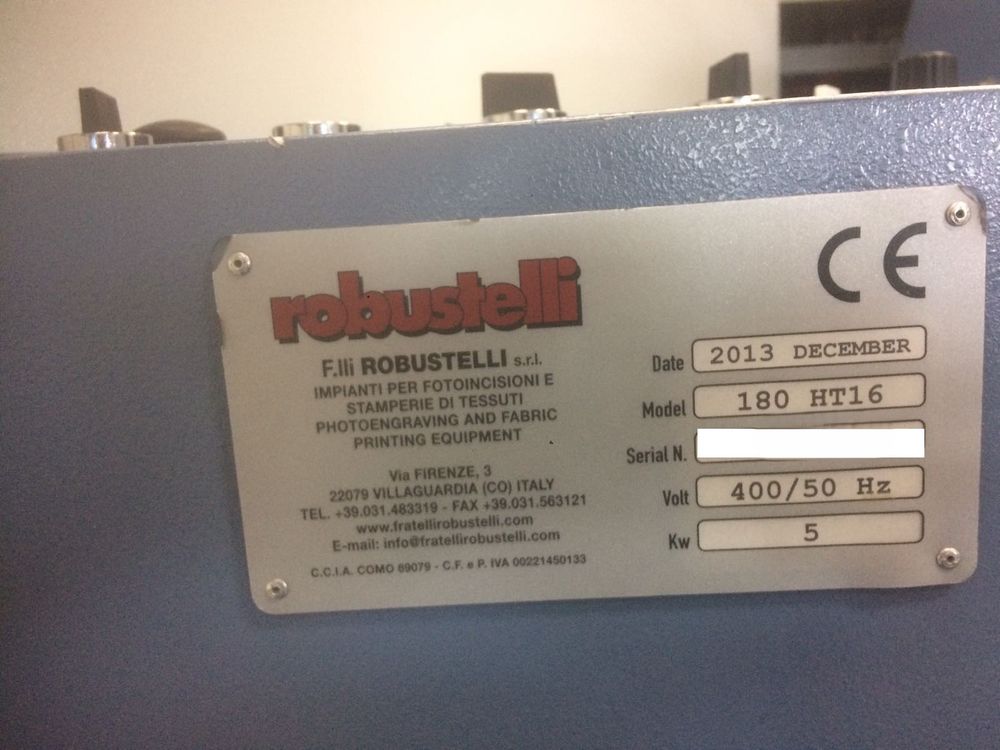 robustelli
F.lli ROBUSTELLI s.r.l.
IMPIANTI PER FOTOINCISIONI E
STAMPERIE DI TESSUTI
PHOTOENGRAVING AND FABRIC
PRINTING EQUIPMENT
Via FIRENZE, 3
22079 VILLAGUARDIA (CO) ITALY
TEL. +39.031.483319 - FAX +39.031.563121
www.fratellirobustelli.com
E-mail: info@fratellirobustelli.com
C.C.I.A. COMO 89079 - C.F. e P. IVA 00221450133
CE
Date 2013 DECEMBER
Model 180 HT16
Serial N.
Volt 400/50 Hz
Kw 5